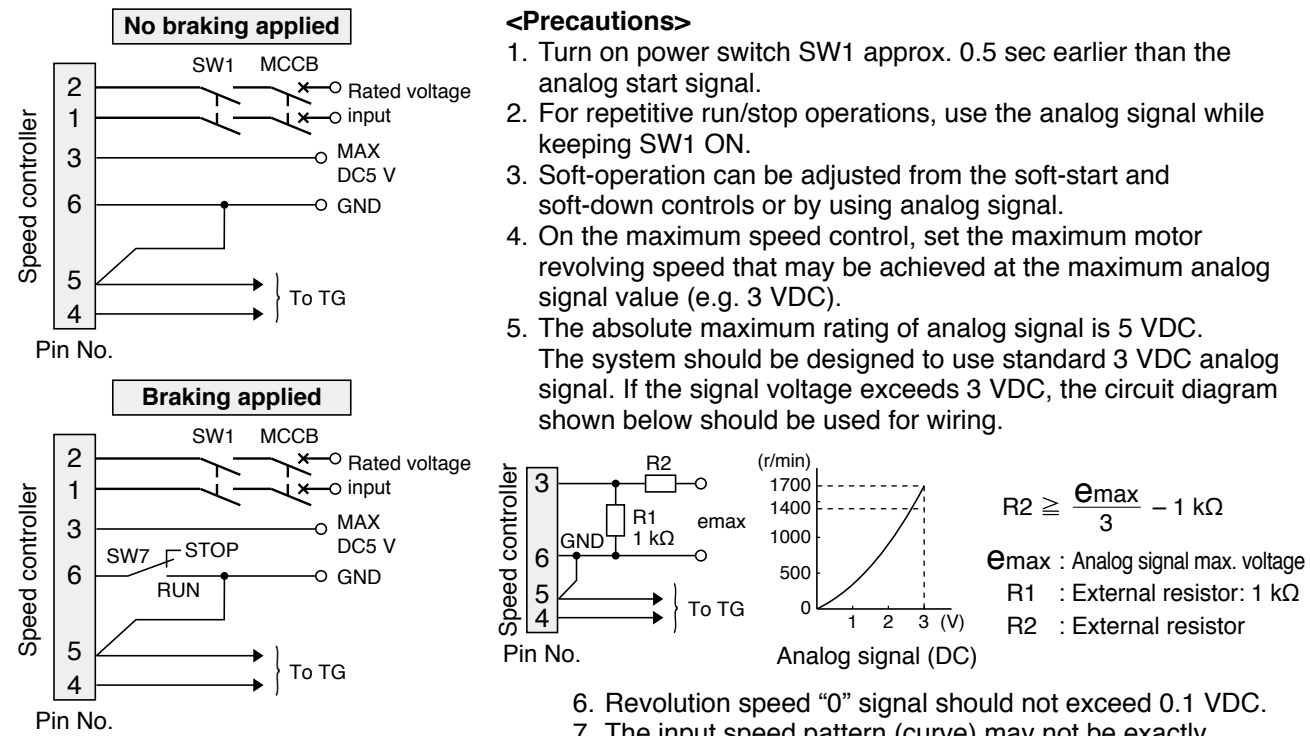 No braking applied
SW1 MCCB
2
Rated voltage
1
input
3
MAX
DC5 V
6
GND
5
To TG
4
Speed controller
Pin No.
Braking applied
SW1 MCCB
2
Rated voltage
1
input
3
MAX
DC5 V
SW7 STOP
6
GND
RUN
5
To TG
4
Speed controller
Pin No.
<Precautions>
1. Turn on power switch SW1 approx. 0.5 sec earlier than the
analog start signal.
2. For repetitive run/stop operations, use the analog signal while
keeping SW1 ON.
3. Soft-operation can be adjusted from the soft-start and
soft-down controls or by using analog signal.
4. On the maximum speed control, set the maximum motor
revolving speed that may be achieved at the maximum analog
signal value (e.g. 3 VDC).
5. The absolute maximum rating of analog signal is 5 VDC.
The system should be designed to use standard 3 VDC analog
signal. If the signal voltage exceeds 3 VDC, the circuit diagram
shown below should be used for wiring.
R2
3
R1
1 kΩ
emax
GND
6
5
4
To TG
Speed controller
Pin No.
(r/min)
1700
1400
1000
500
0
1 2 3 (V)
Analog signal (DC)
R2 ≧ emax / 3 – 1 kΩ
emax : Analog signal max. voltage
R1 : External resistor: 1 kΩ
R2 : External resistor
6. Revolution speed “0” signal should not exceed 0.1 VDC.
7. The input speed pattern (curve) may not be exactly